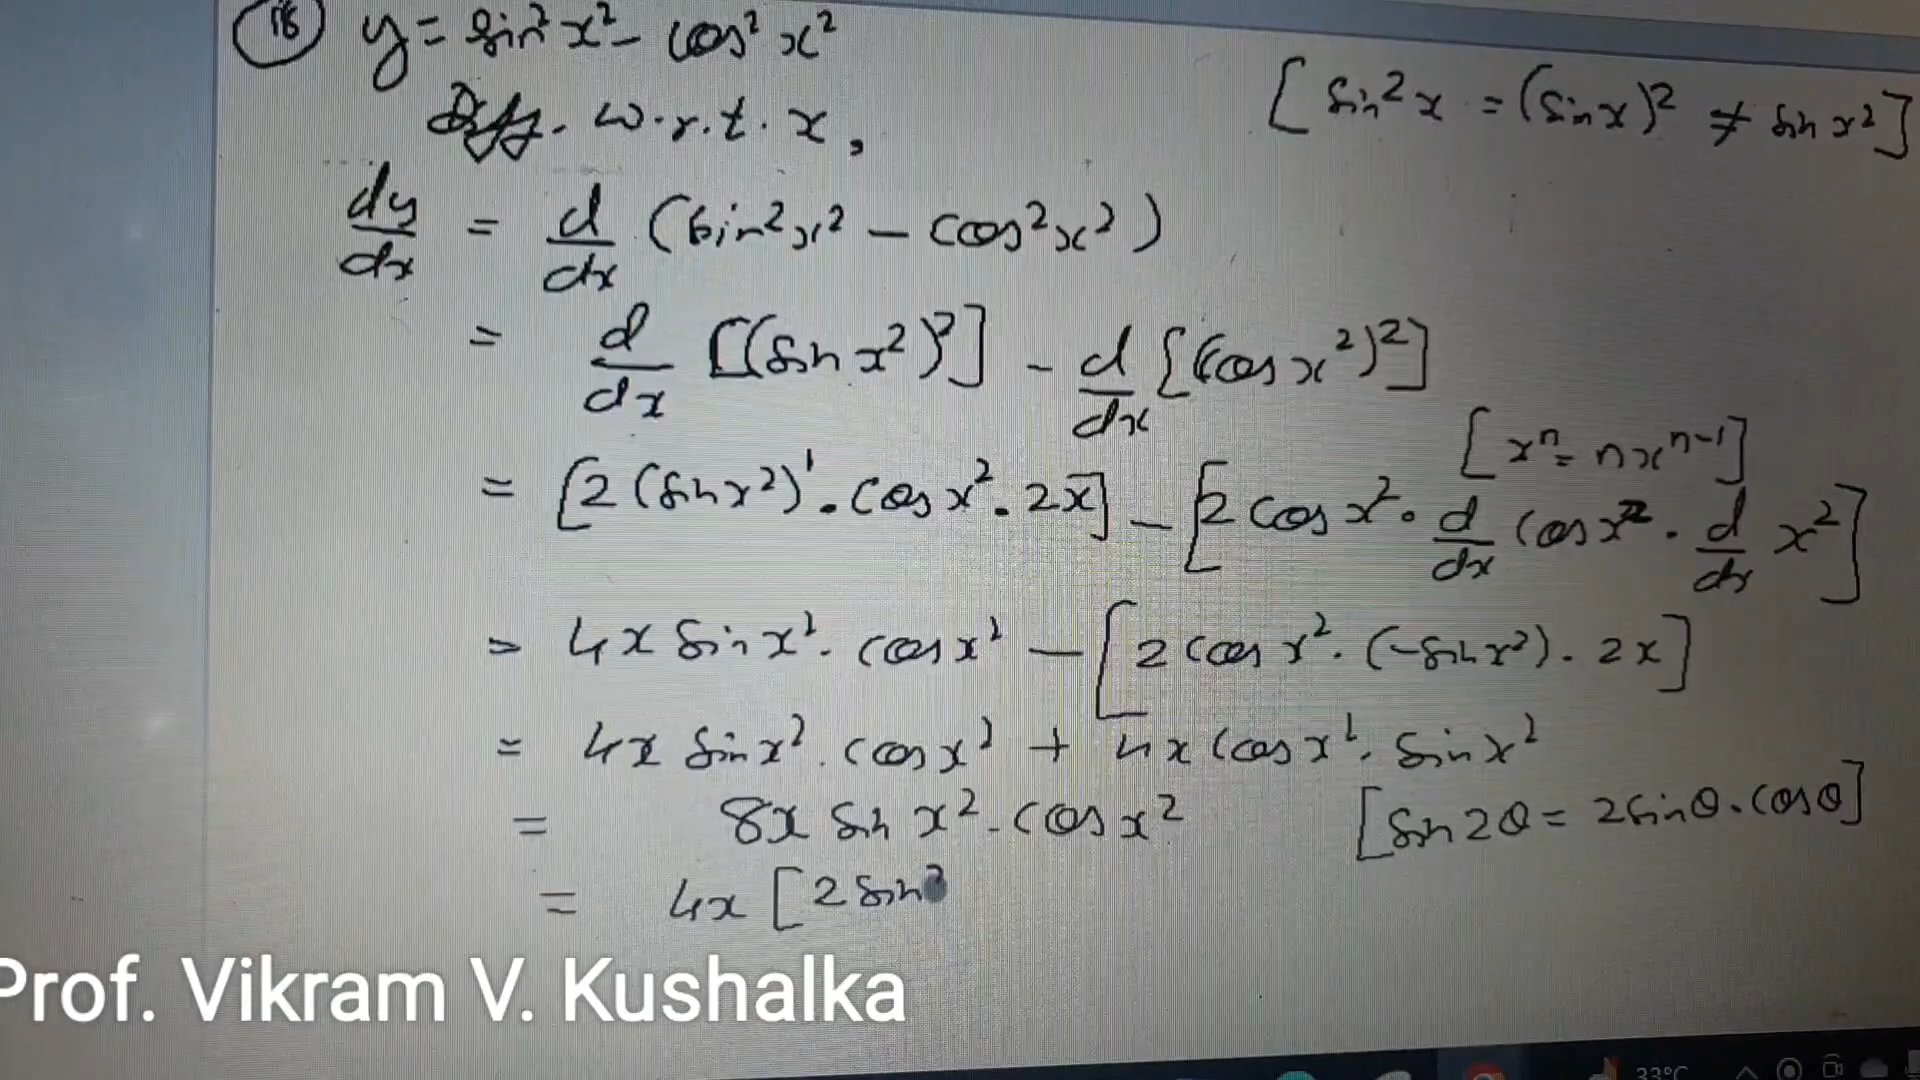 (18) y = sin² x² - cos² x²
[ sin² x = (sin x)² ≠ sin x² ]
Diff. w.r.t. x,
dy/dx = d/dx (sin² x² - cos² x²)
= d/dx [(sin x²)²] - d/dx [(cos x²)²]
[ xⁿ = n xⁿ⁻¹ ]
= [2 (sin x²)¹ . cos x² . 2x] - [2 cos x² . d/dx cos x² . d/dx x²]
= 4x sin x² . cos x² - [2 cos x² . (-sin x²) . 2x]
= 4x sin x² . cos x² + 4x cos x² . sin x²
= 8x sin x² . cos x² [sin 2θ = 2 sin θ . cos θ]
= 4x [ 2 sin²
Prof. Vikram V. Kushalka
33°C